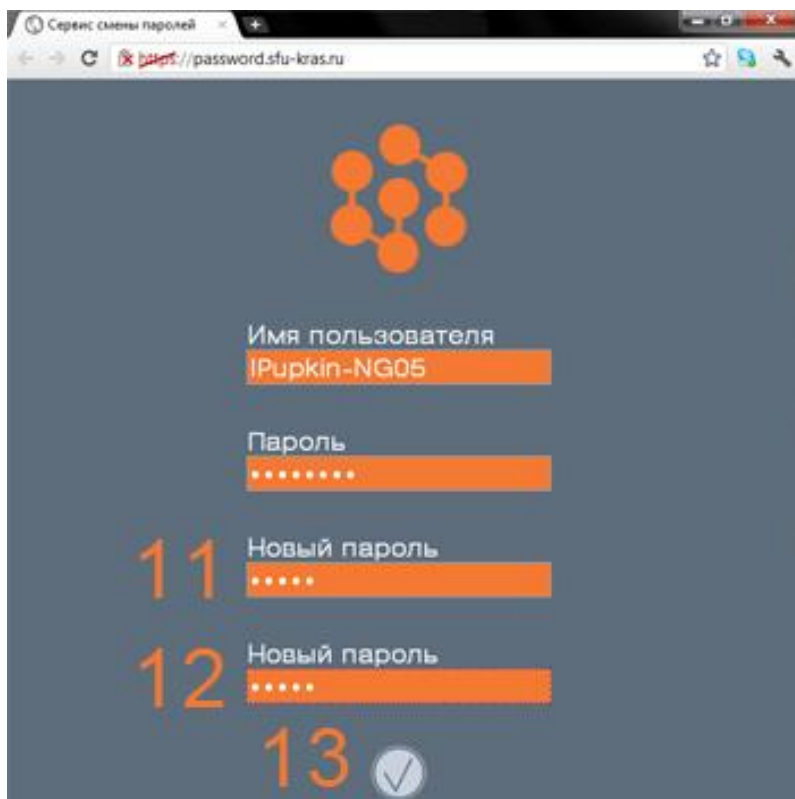 Сервис смены паролей
https://password.sfu-kras.ru
Имя пользователя
IPupkin-NG05
Пароль
11
Новый пароль
12
Новый пароль
13